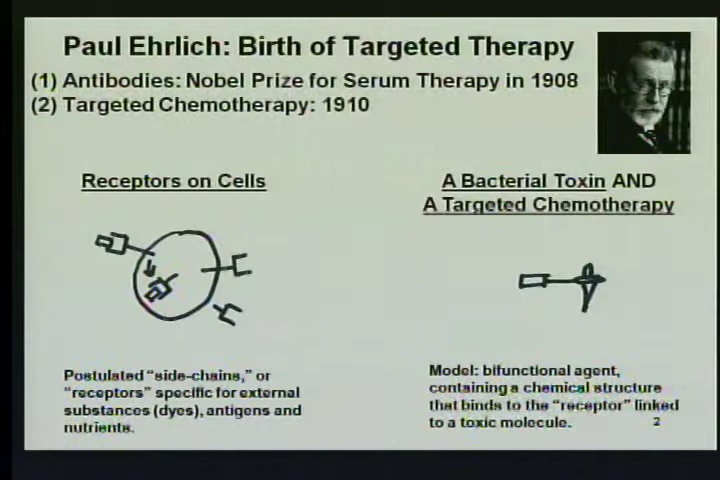 Paul Ehrlich: Birth of Targeted Therapy
(1) Antibodies: Nobel Prize for Serum Therapy in 1908
(2) Targeted Chemotherapy: 1910
Receptors on Cells
Postulated "side-chains," or
"receptors" specific for external
substances (dyes), antigens and
nutrients.
A Bacterial Toxin AND
A Targeted Chemotherapy
Model: bifunctional agent,
containing a chemical structure
that binds to the "receptor" linked
to a toxic molecule.
2